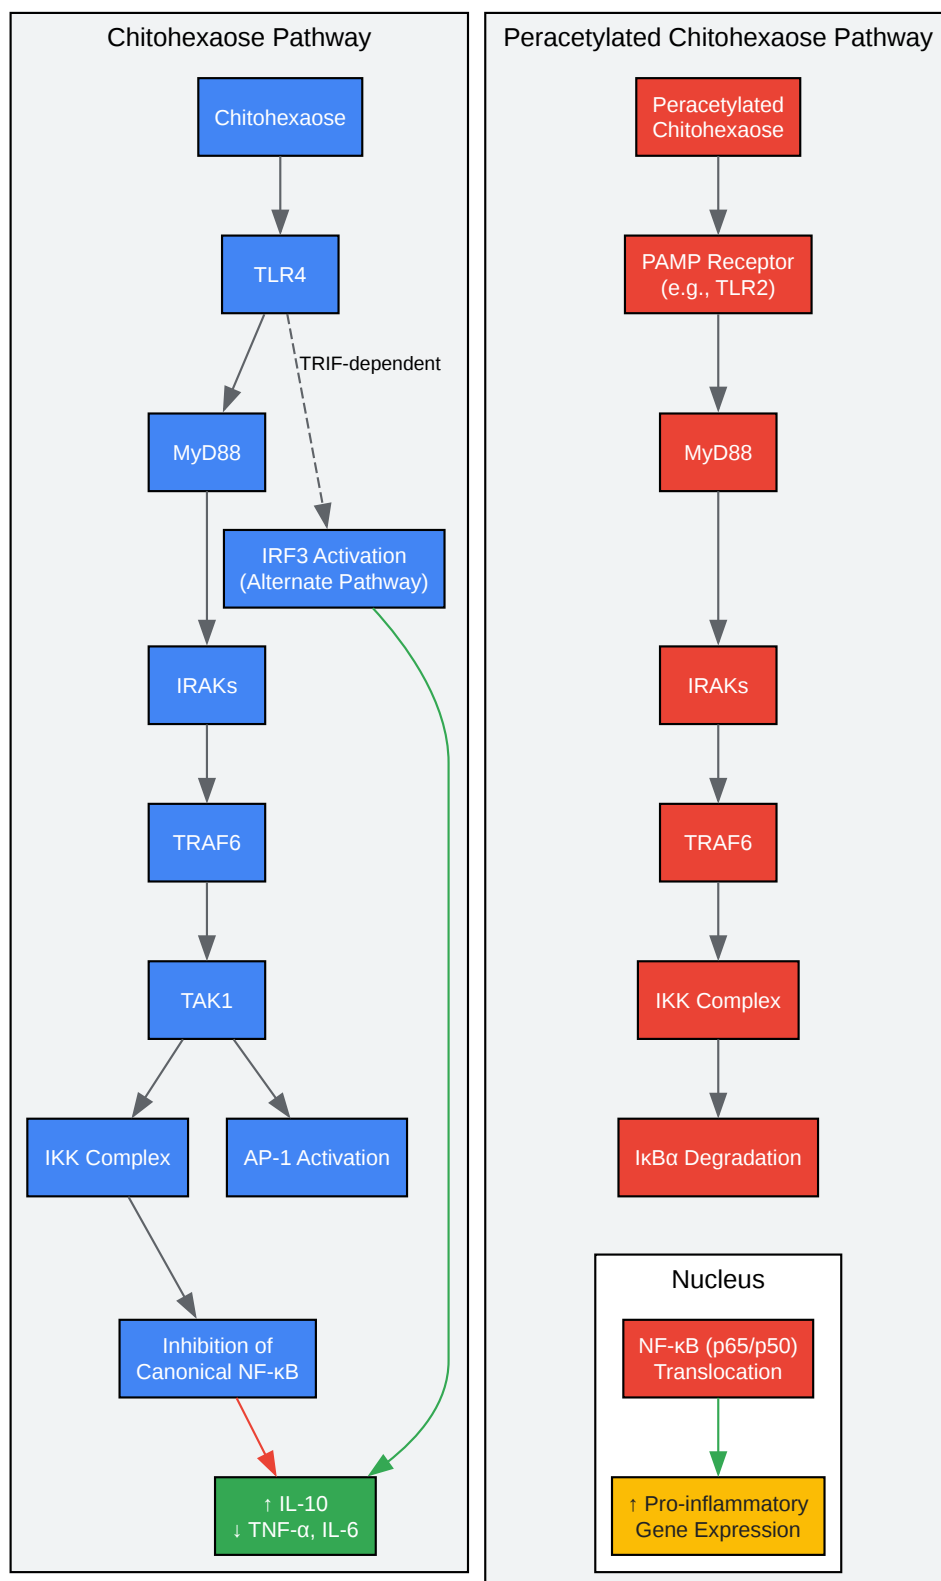 Chitohexaose Pathway
Chitohexaose
TLR4
TRIF-dependent
MyD88
IRF3 Activation
(Alternate Pathway)
IRAKs
TRAF6
TAK1
IKK Complex
AP-1 Activation
Inhibition of
Canonical NF-κB
↑ IL-10
↓ TNF-α, IL-6
Peracetylated Chitohexaose Pathway
Peracetylated
Chitohexaose
PAMP Receptor
(e.g., TLR2)
MyD88
IRAKs
TRAF6
IKK Complex
IκBα Degradation
Nucleus
NF-κB (p65/p50)
Translocation
↑ Pro-inflammatory
Gene Expression